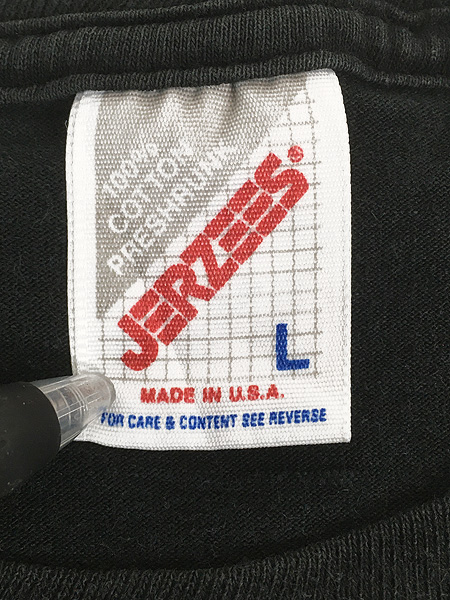 100%
COTTON
PRESHRUNK
JERZEES®
L
MADE IN U.S.A.
FOR CARE & CONTENT SEE REVERSE